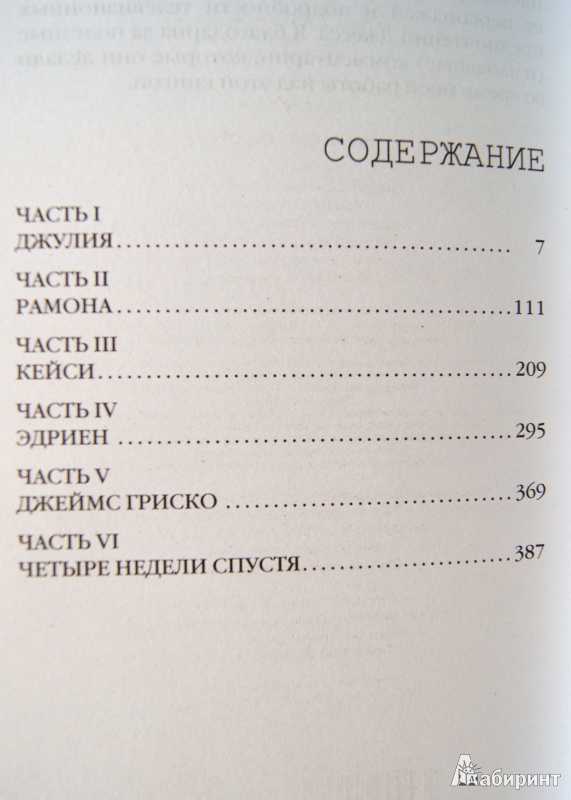 СОДЕРЖАНИЕ
ЧАСТЬ I
ДЖУЛИЯ.......................................................... 7
ЧАСТЬ II
РАМОНА.......................................................... 111
ЧАСТЬ III
КЕЙСИ.......................................................... 209
ЧАСТЬ IV
ЭДРИЕН .......................................................... 295
ЧАСТЬ V
ДЖЕЙМС ГРИСКО ........................................ 369
ЧАСТЬ VI
ЧЕТЫРЕ НЕДЕЛИ СПУСТЯ.............................. 387
Лабиринт